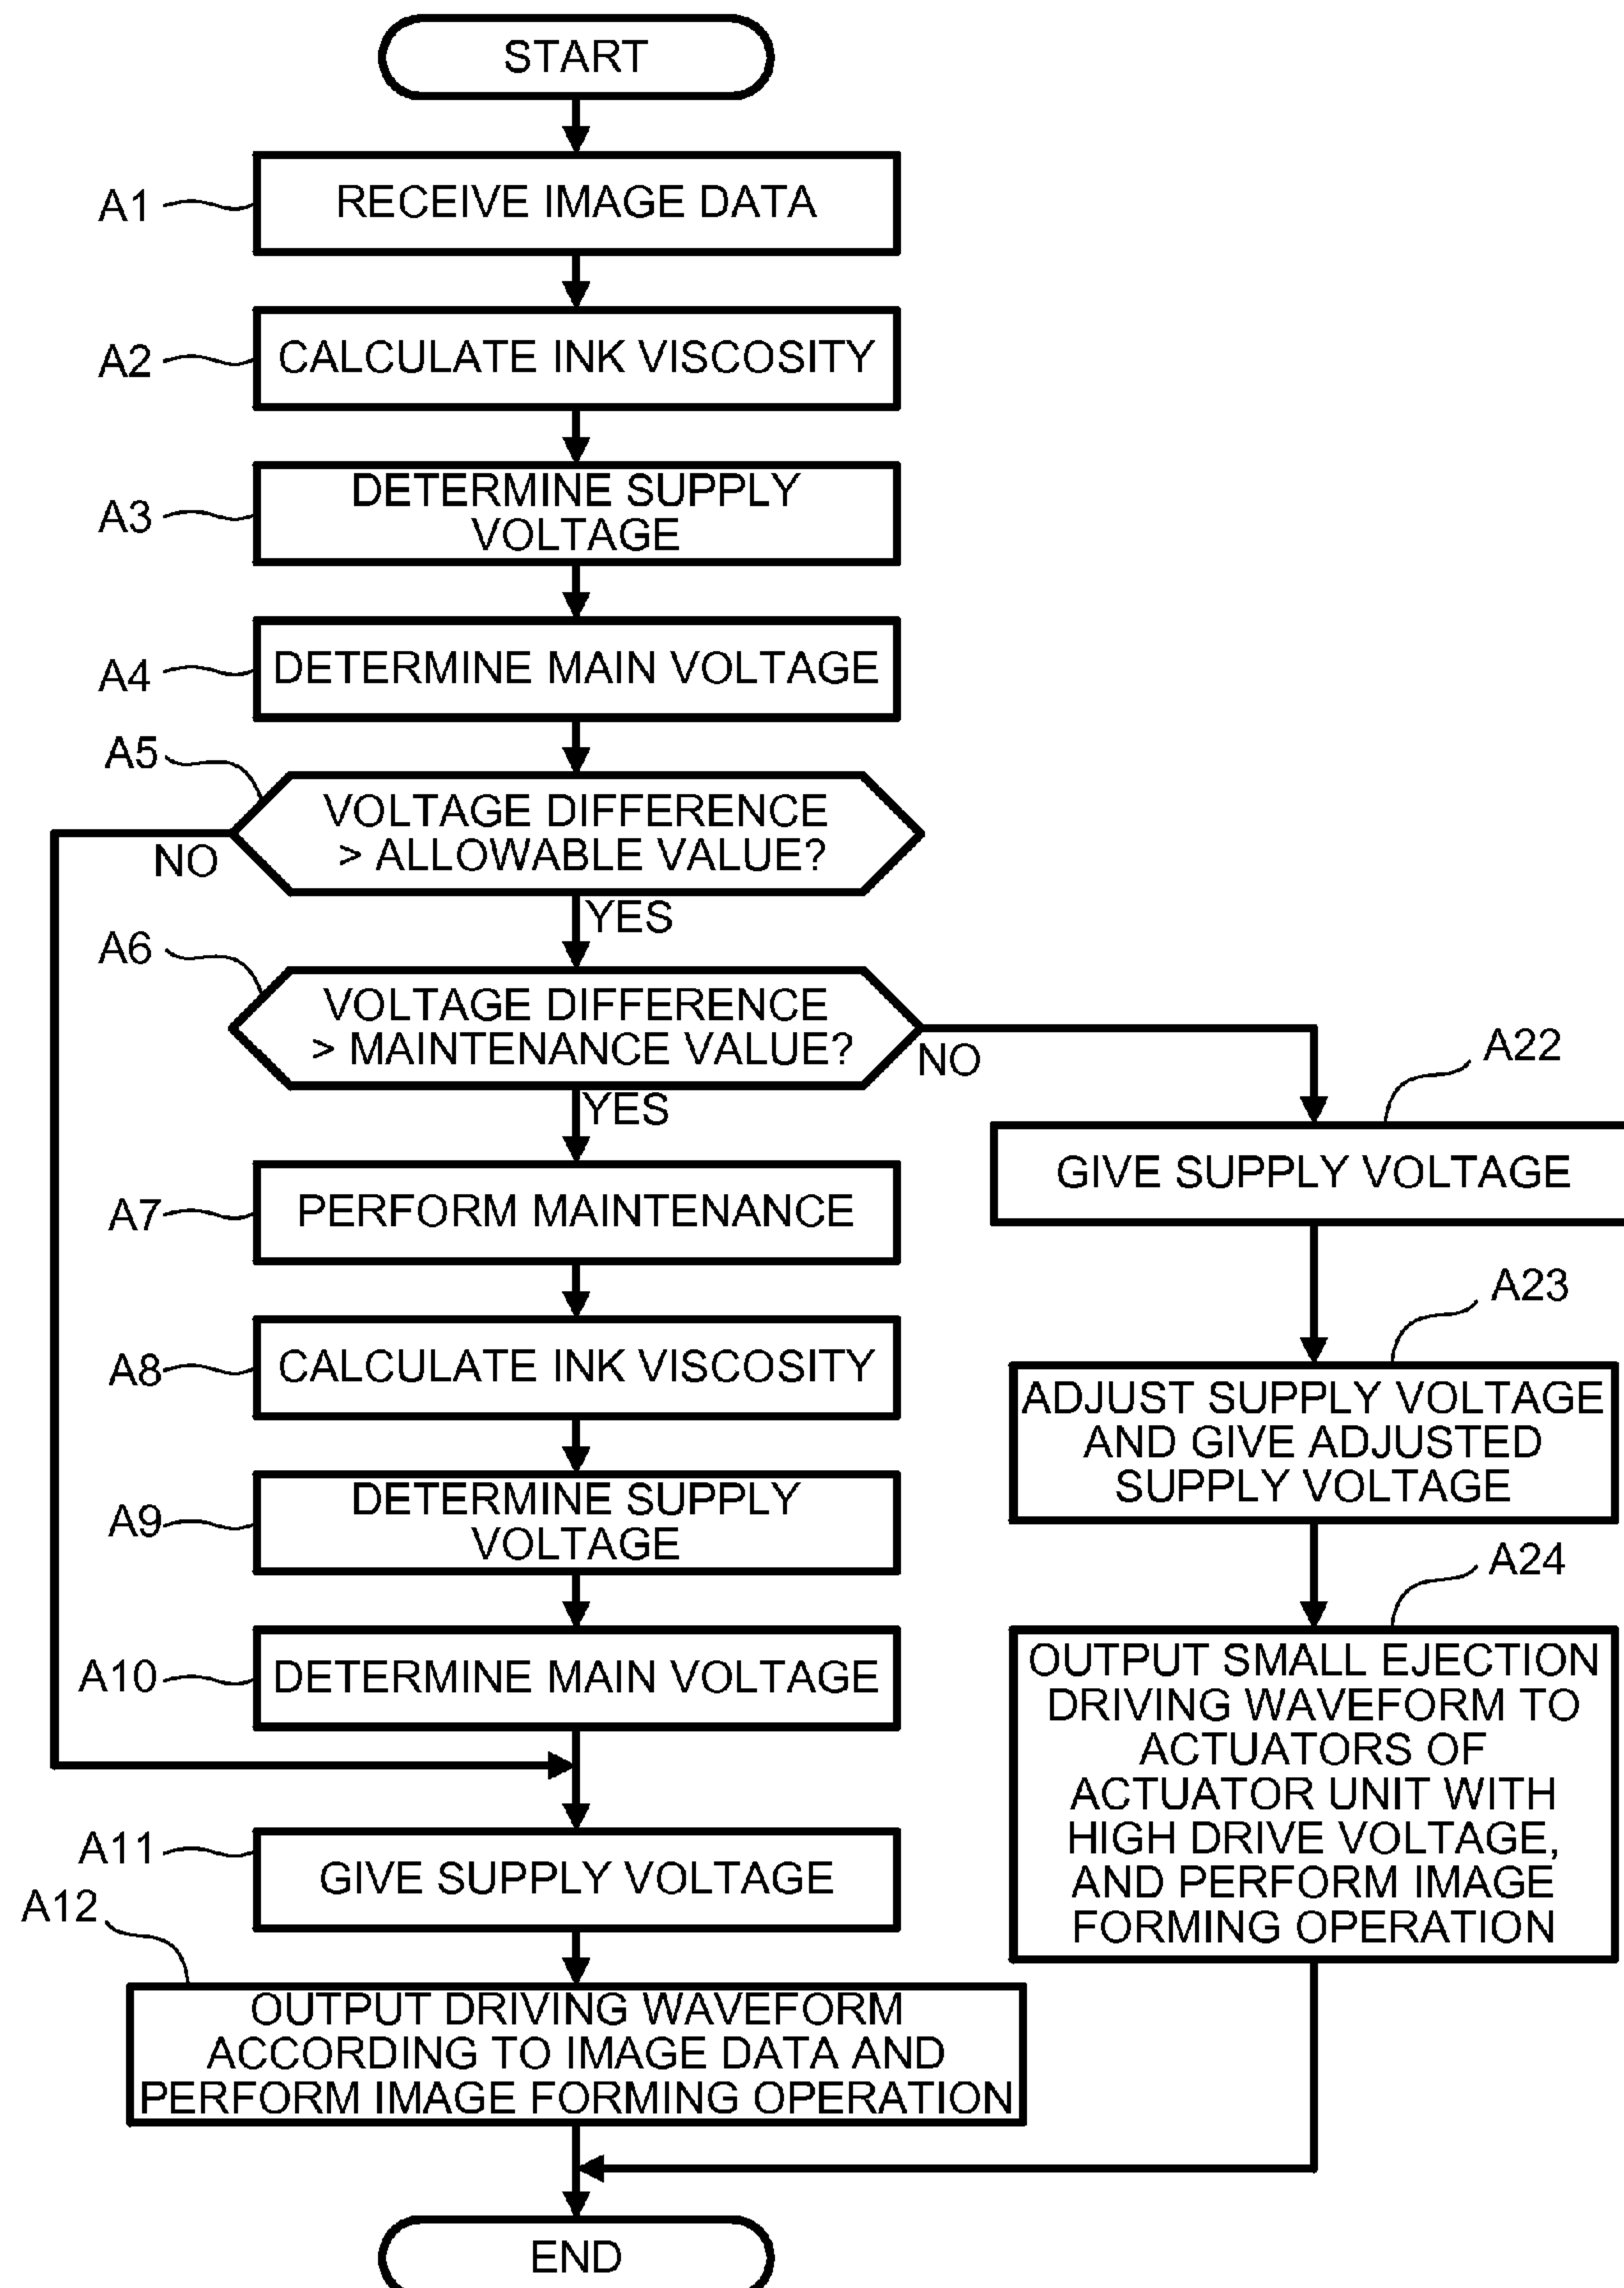 START
A1
RECEIVE IMAGE DATA
A2
CALCULATE INK VISCOSITY
A3
DETERMINE SUPPLY
VOLTAGE
A4
DETERMINE MAIN VOLTAGE
A5
VOLTAGE DIFFERENCE
> ALLOWABLE VALUE?
NO
YES
A6
VOLTAGE DIFFERENCE
> MAINTENANCE VALUE?
NO
YES
A7
PERFORM MAINTENANCE
A8
CALCULATE INK VISCOSITY
A9
DETERMINE SUPPLY
VOLTAGE
A10
DETERMINE MAIN VOLTAGE
A11
GIVE SUPPLY VOLTAGE
A12
OUTPUT DRIVING WAVEFORM
ACCORDING TO IMAGE DATA AND
PERFORM IMAGE FORMING OPERATION
A22
GIVE SUPPLY VOLTAGE
A23
ADJUST SUPPLY VOLTAGE
AND GIVE ADJUSTED
SUPPLY VOLTAGE
A24
OUTPUT SMALL EJECTION
DRIVING WAVEFORM TO
ACTUATORS OF
ACTUATOR UNIT WITH
HIGH DRIVE VOLTAGE,
AND PERFORM IMAGE
FORMING OPERATION
END